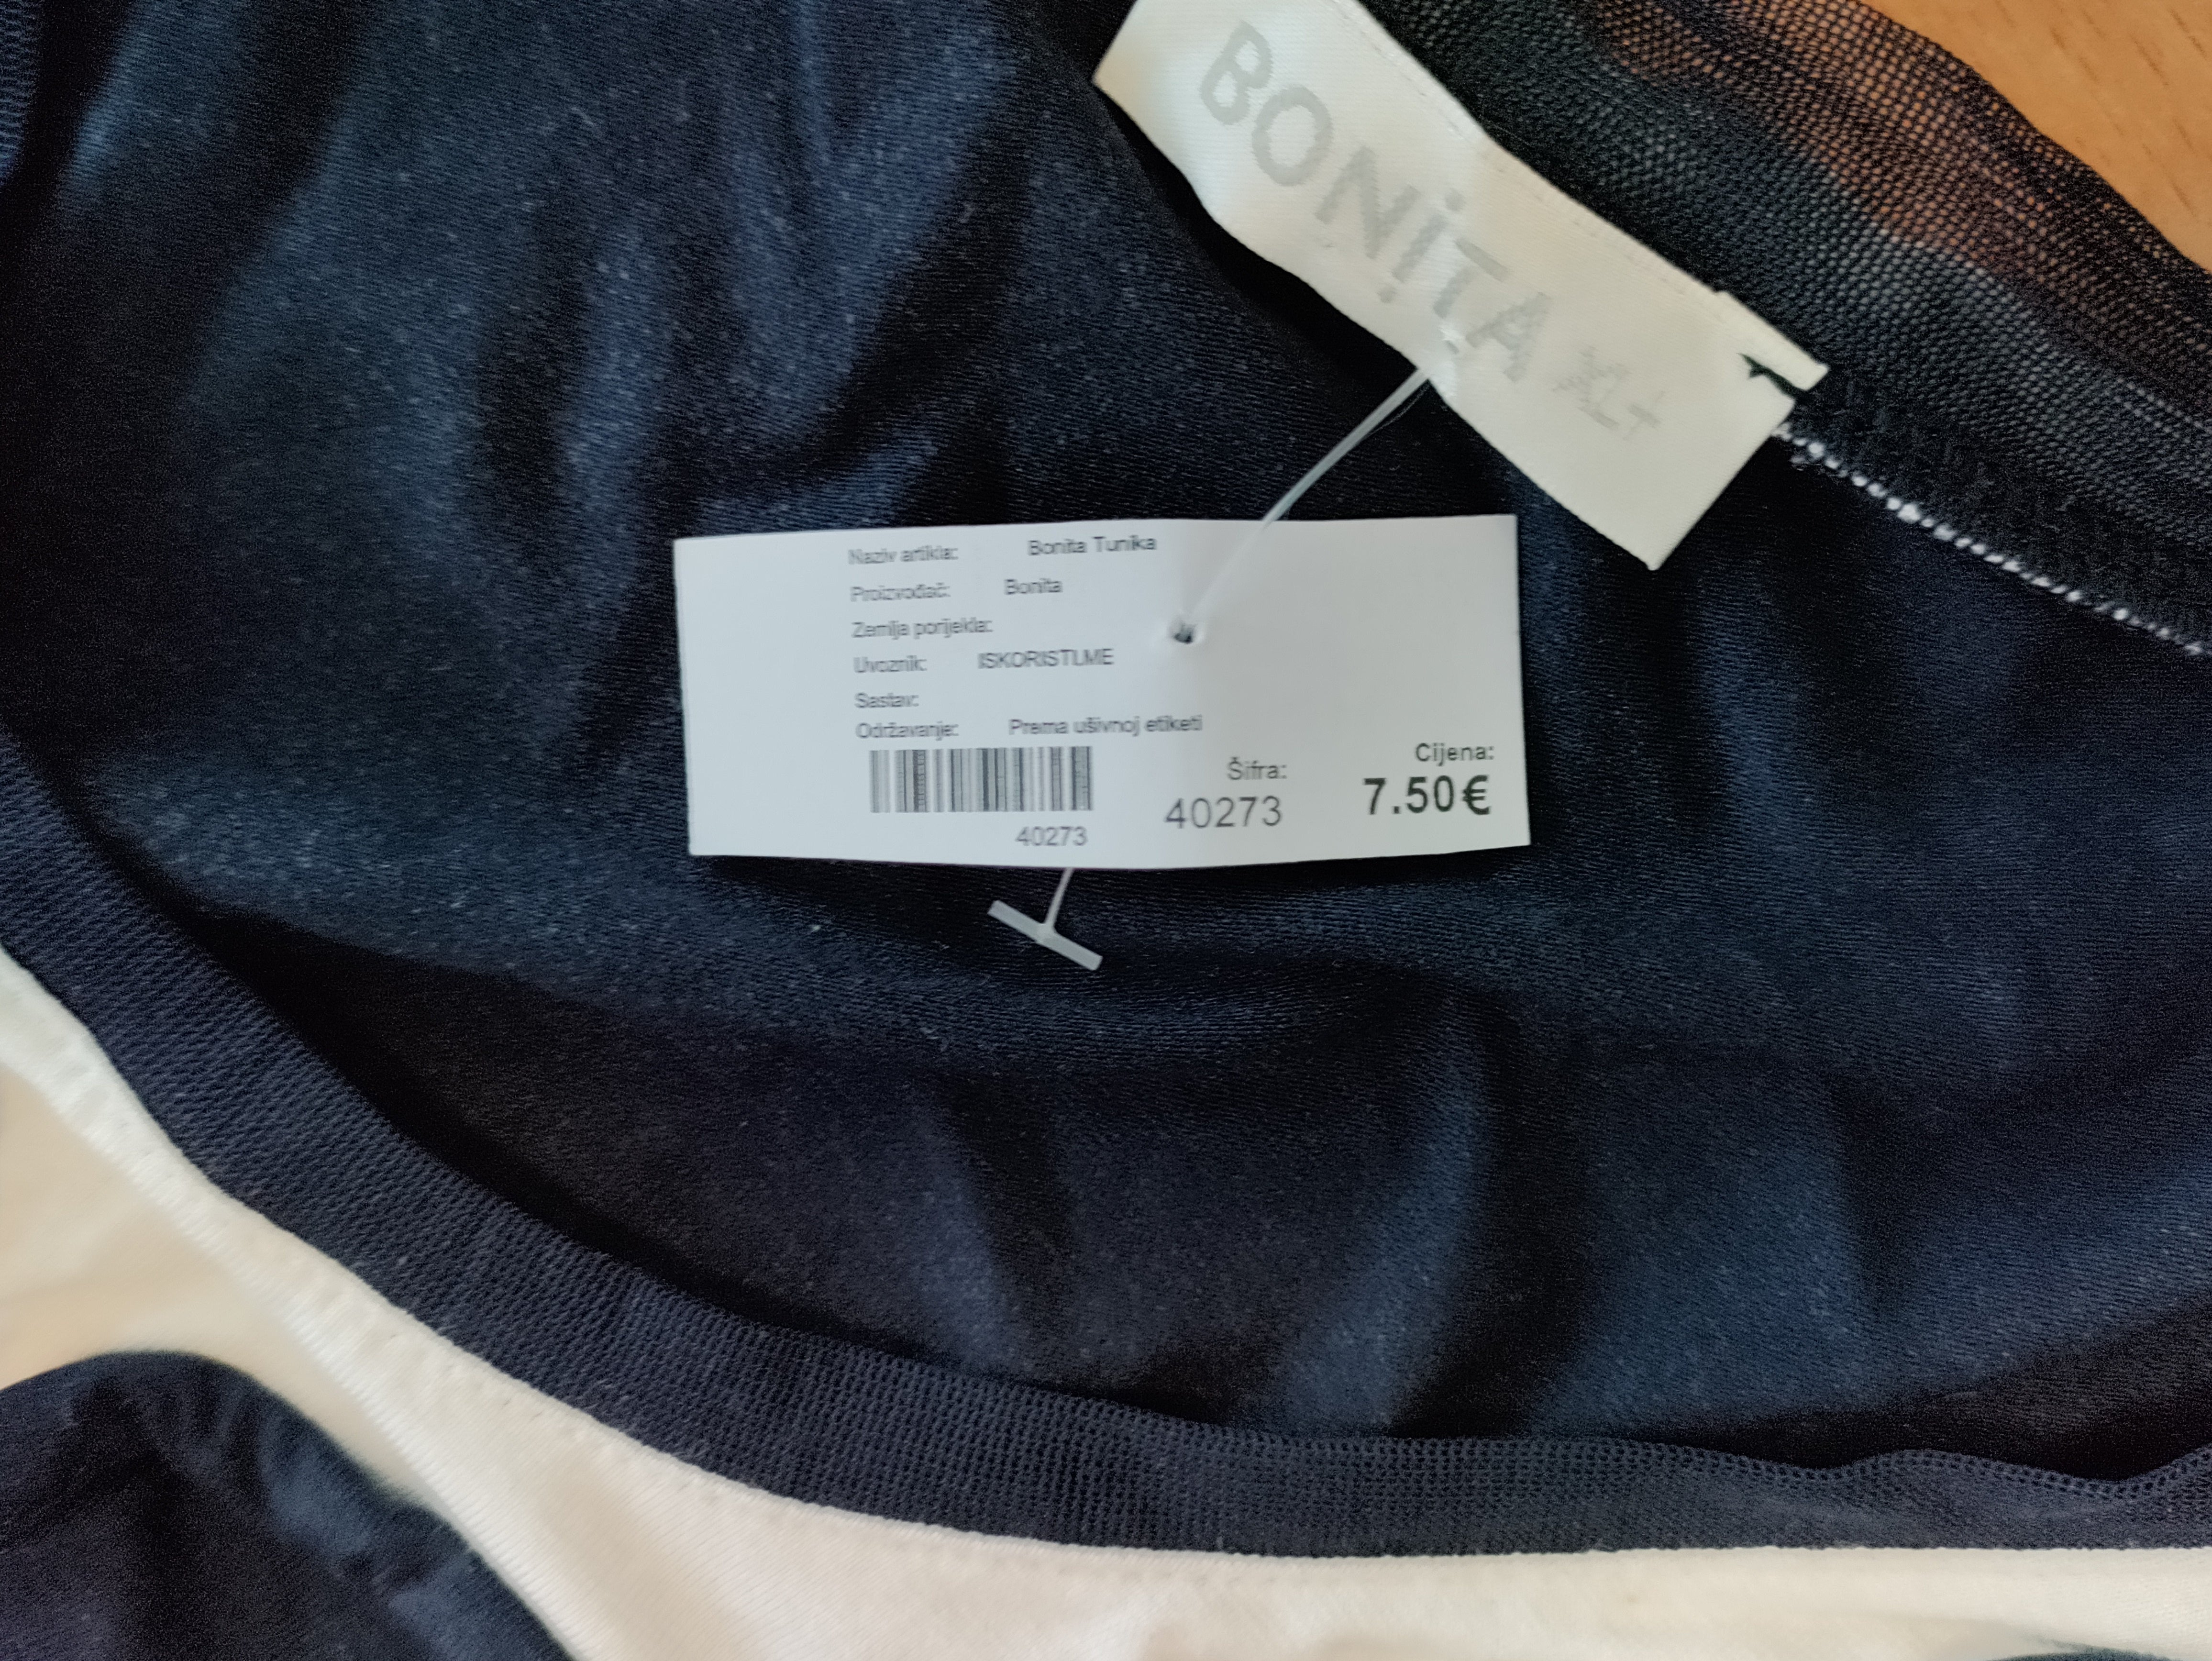 BONiTA XL+
Naziv artikla: Bonita Tunika
Proizvođač: Bonita
Zemlja porijekla:
Uvoznik: ISKORISTI.ME
Sastav:
Održavanje: Prema ušivnoj etiketi
40273
Šifra:
40273
Cijena:
7.50€